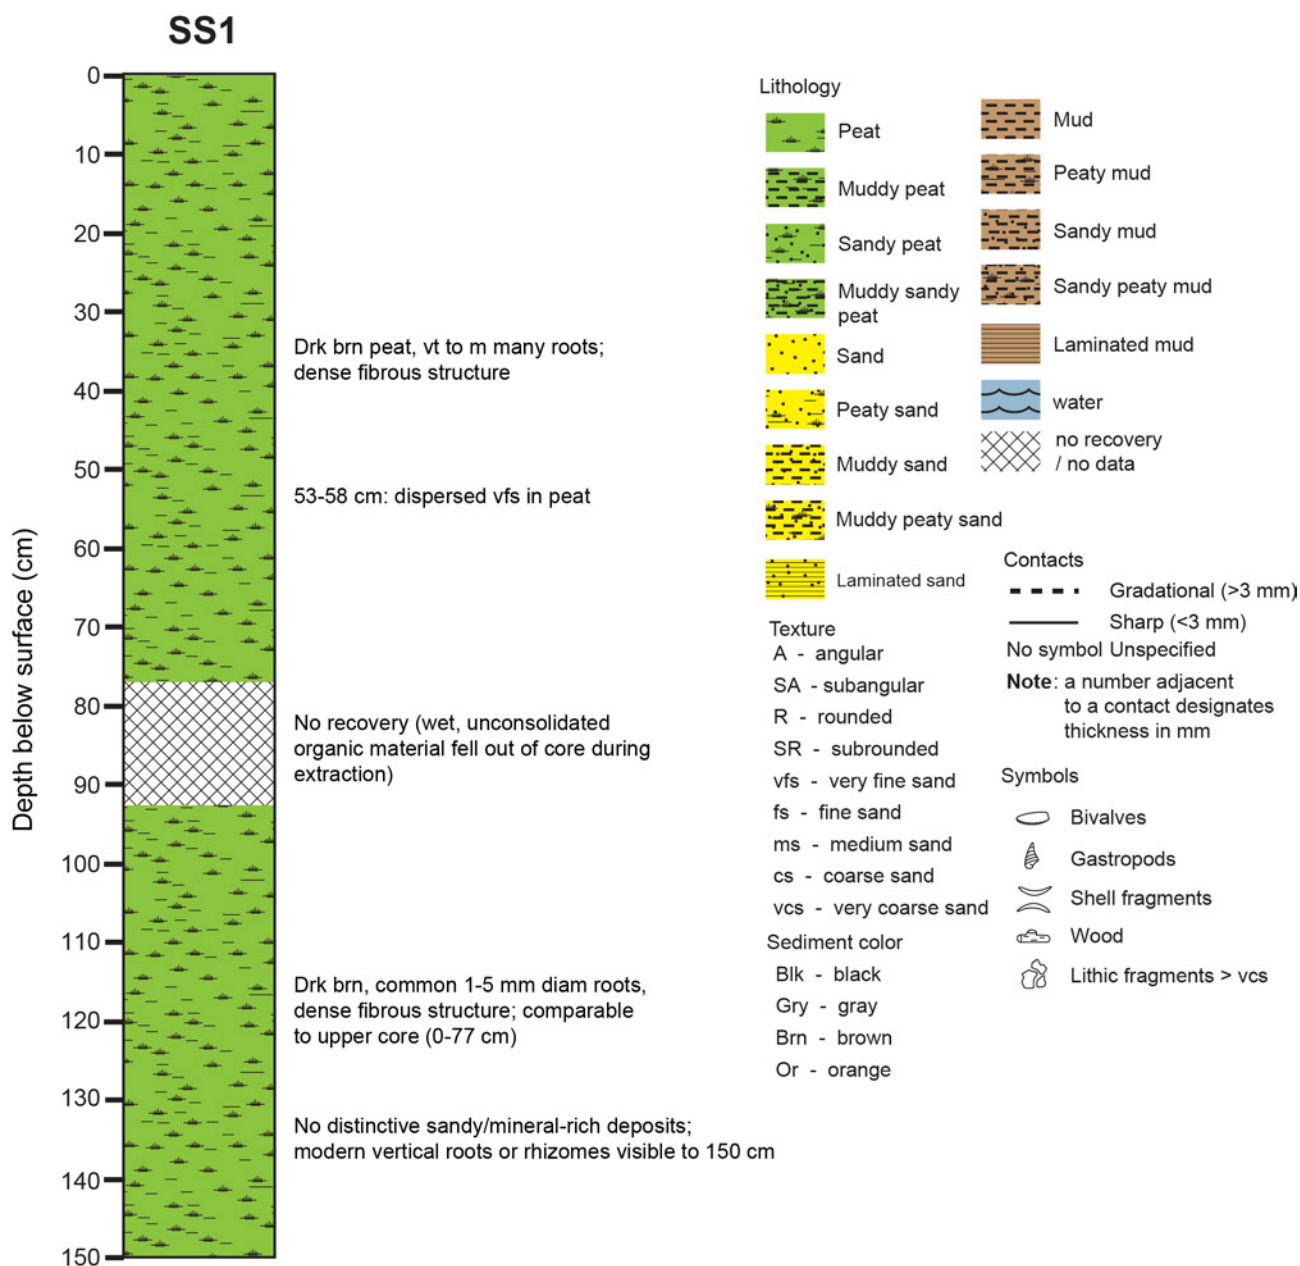 SS1
Depth below surface (cm)
0
10
20
30
40
50
60
70
80
90
100
110
120
130
140
150
Drk brn peat, vt to m many roots;
dense fibrous structure
53-58 cm: dispersed vfs in peat
No recovery (wet, unconsolidated
organic material fell out of core during
extraction)
Drk brn, common 1-5 mm diam roots,
dense fibrous structure; comparable
to upper core (0-77 cm)
No distinctive sandy/mineral-rich deposits;
modern vertical roots or rhizomes visible to 150 cm
Lithology
Peat
Muddy peat
Sandy peat
Muddy sandy
peat
Sand
Peaty sand
Muddy sand
Muddy peaty sand
Laminated sand
Mud
Peaty mud
Sandy mud
Sandy peaty mud
Laminated mud
water
no recovery
/ no data
Texture
A - angular
SA - subangular
R - rounded
SR - subrounded
vfs - very fine sand
fs - fine sand
ms - medium sand
cs - coarse sand
vcs - very coarse sand
Sediment color
Blk - black
Gry - gray
Brn - brown
Or - orange
Contacts
Gradational (>3 mm)
Sharp (<3 mm)
No symbol Unspecified
Note: a number adjacent
to a contact designates
thickness in mm
Symbols
Bivalves
Gastropods
Shell fragments
Wood
Lithic fragments > vcs